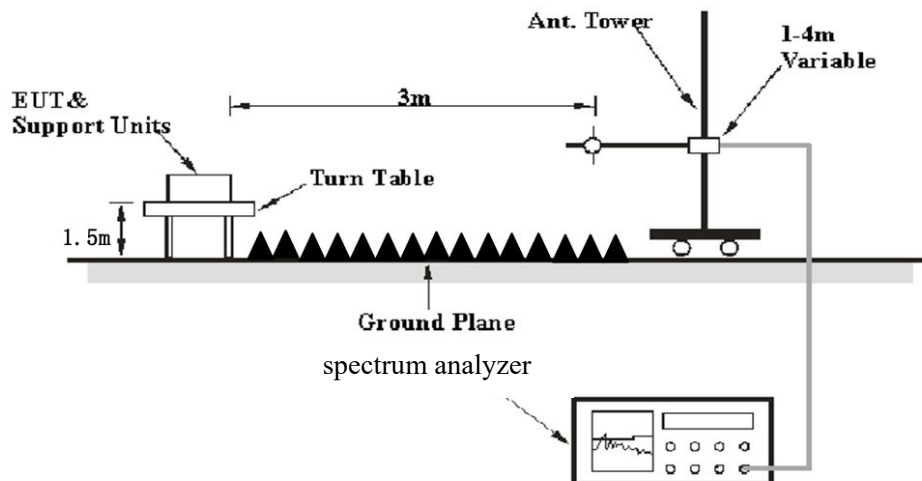 Ant. Tower
1-4m
Variable
3m
EUT&
Support Units
Turn Table
1.5m
Ground Plane
spectrum analyzer